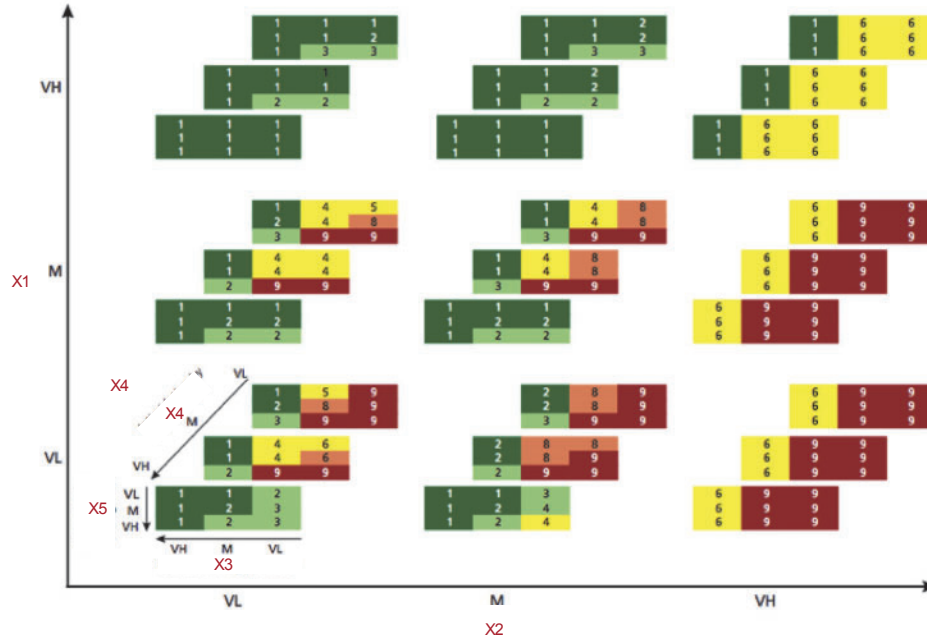 1 1 1 1 1 2 1 6 6
1 1 2 1 1 2 1 6 6
1 3 3 1 3 3 1 6 6
1 1 1 1 1 2 1 6 6
VH 1 1 1 1 1 2 1 6 6
1 2 2 1 2 2 1 6 6
1 1 1 1 1 1 1 6 6
1 1 1 1 1 1 1 6 6
1 1 1 1 1 1 1 6 6
1 4 5 1 4 8 6 9 9
2 4 8 1 4 8 6 9 9
3 9 9 3 9 9 6 9 9
1 4 4 1 4 8 6 9 9
X1 M 1 4 4 1 4 8 6 9 9
2 9 9 3 9 9 6 9 9
1 1 1 1 1 1 6 9 9
1 2 2 1 2 2 6 9 9
1 2 2 1 2 2 6 9 9
VL
X4 1 5 9 2 8 9 6 9 9
X4 M 2 8 9 2 8 9 6 9 9
3 9 9 3 9 9 6 9 9
1 4 6 2 8 8 6 9 9
VL 1 4 6 2 8 9 6 9 9
VH 2 9 9 2 9 9 6 9 9
VL 1 1 2 1 1 3 6 9 9
X5 M 1 2 3 1 2 4 6 9 9
VH 1 2 3 1 2 4 6 9 9
VH M VL
X3
VL M VH
X2